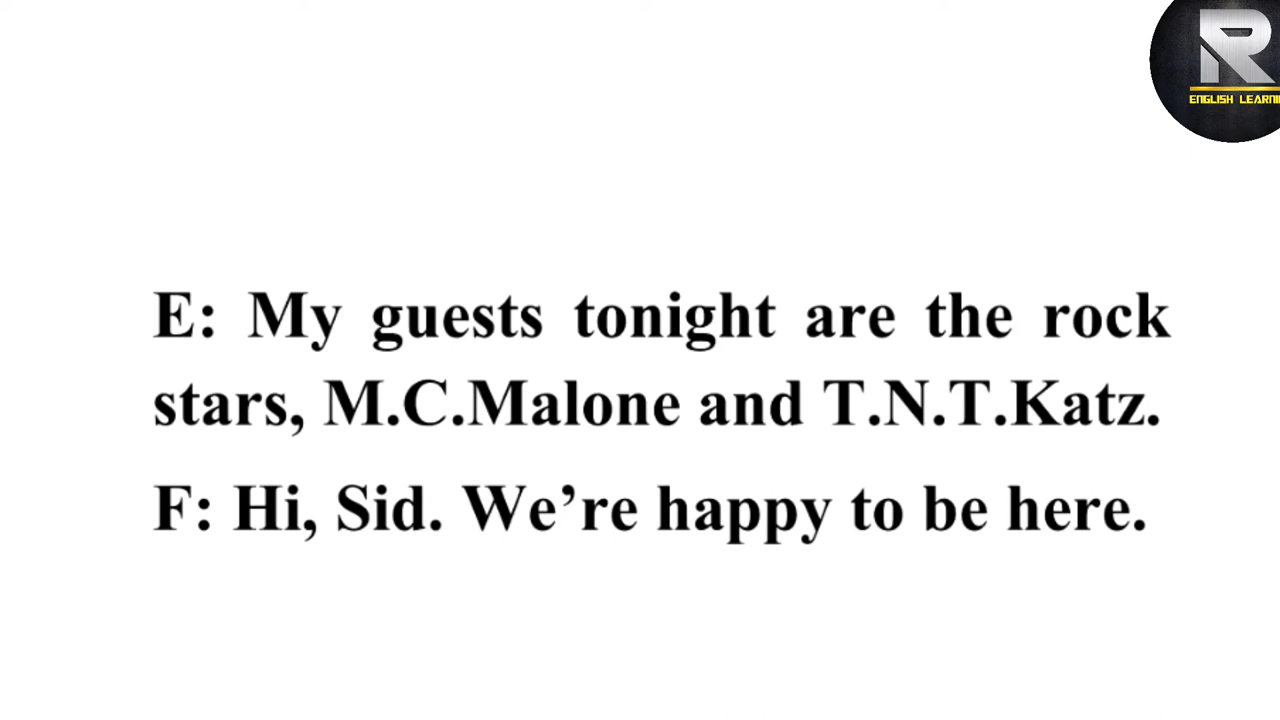 R
ENGLISH LEARNIN
E: My guests tonight are the rock
stars, M.C.Malone and T.N.T.Katz.
F: Hi, Sid. We’re happy to be here.